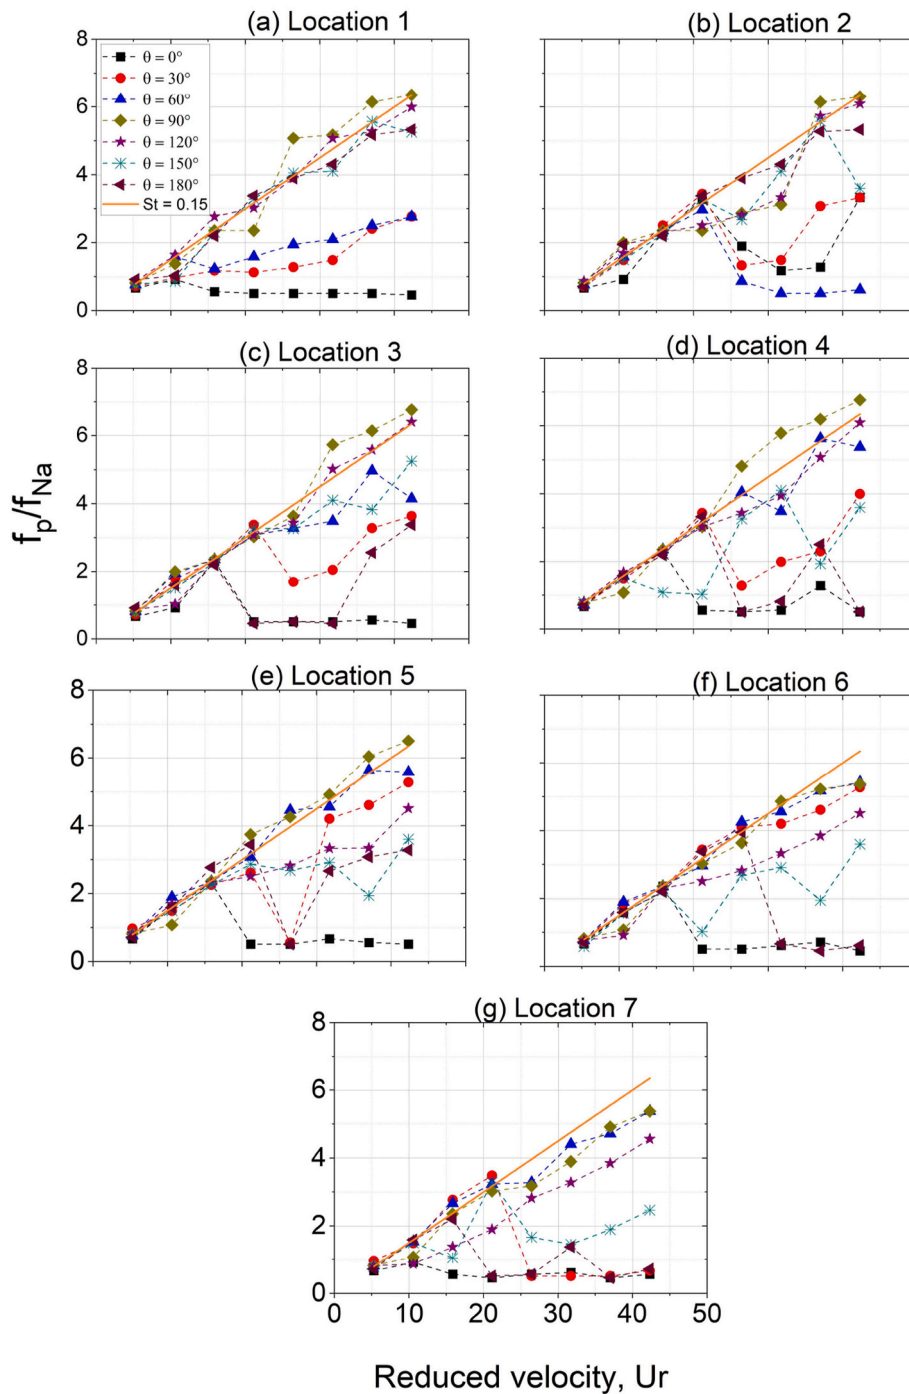 (a) Location 1
(b) Location 2
8
6
4
2
0
θ = 0°
θ = 30°
θ = 60°
θ = 90°
θ = 120°
θ = 150°
θ = 180°
St = 0.15
(c) Location 3
(d) Location 4
8
6
4
2
0
fp/fNa
(e) Location 5
(f) Location 6
8
6
4
2
0
(g) Location 7
8
6
4
2
0
0 10 20 30 40 50
Reduced velocity, Ur